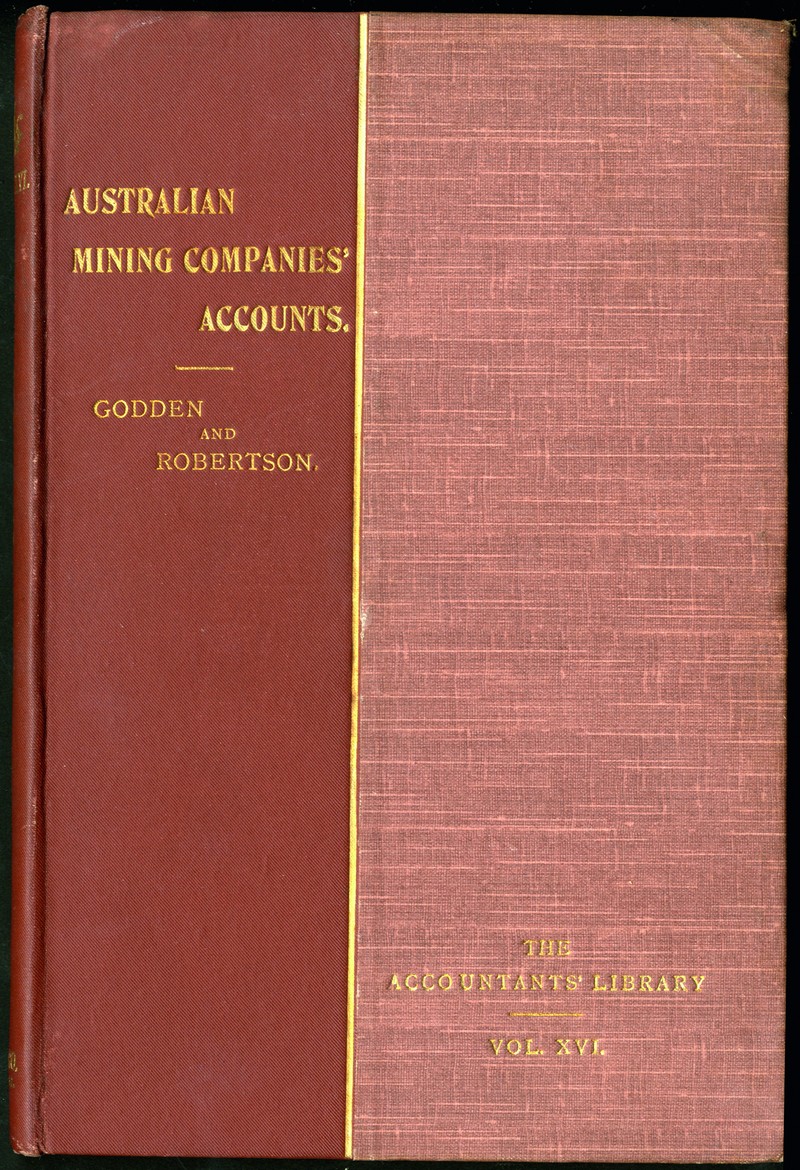 AUSTRALIAN
MINING COMPANIES'
ACCOUNTS.
GODDEN
AND
ROBERTSON.
THE
ACCOUNTANTS' LIBRARY
VOL. XVI.